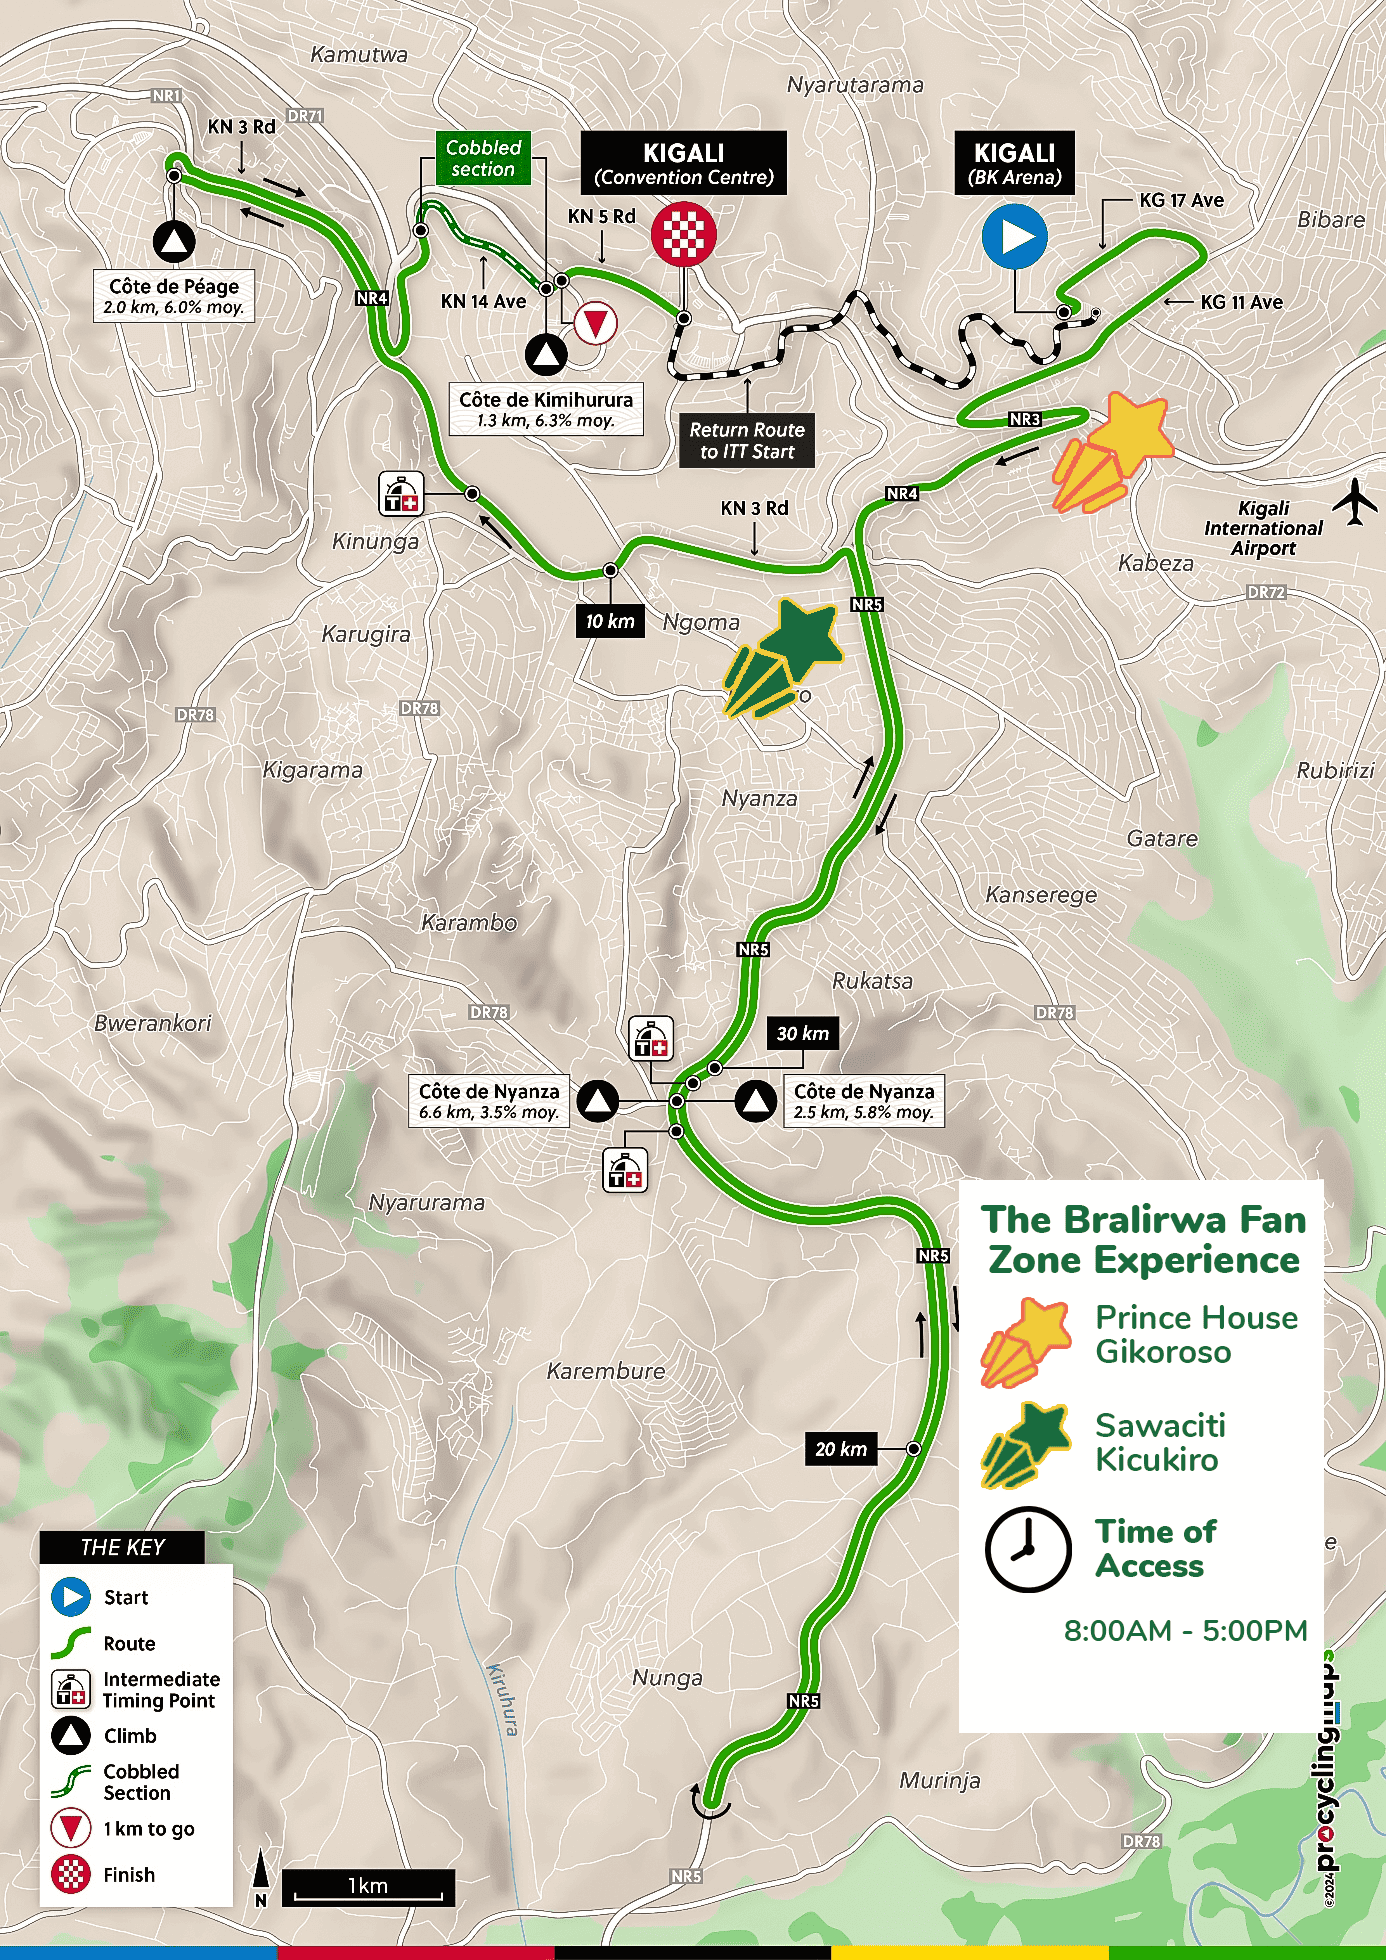 Kamutwa
Nyarutarama
NR1
DR71
KN 3 Rd
Cobbled
section
KIGALI
(Convention Centre)
KIGALI
(BK Arena)
KG 17 Ave
Bibare
KN 5 Rd
Côte de Péage
2.0 km, 6.0% moy.
NR4
KN 14 Ave
KG 11 Ave
Côte de Kimihurura
1.3 km, 6.3% moy.
Return Route
to ITT Start
NR3
NR4
T
KN 3 Rd
Kigali
International
Airport
Kinunga
Kabeza
DR72
NR5
10 km
Ngoma
Karugira
o
DR78
DR78
Kigarama
Nyanza
Rubirizi
Gatare
Kanserege
Karambo
NR5
Rukatsa
Bwerankori
DR78
DR78
T
30 km
Côte de Nyanza
6.6 km, 3.5% moy.
Côte de Nyanza
2.5 km, 5.8% moy.
T
Nyarurama
NR5
Karembure
20 km
The Bralirwa Fan
Zone Experience
Prince House
Gikoroso
Sawaciti
Kicukiro
Time of
Access
8:00AM - 5:00PM
e
THE KEY
Start
Route
T
Intermediate
Timing Point
Climb
Cobbled
Section
1 km to go
Finish
N
1km
Kiruhura
Nunga
NR5
Murinja
DR78
NR5
©2024 procyclingmaps